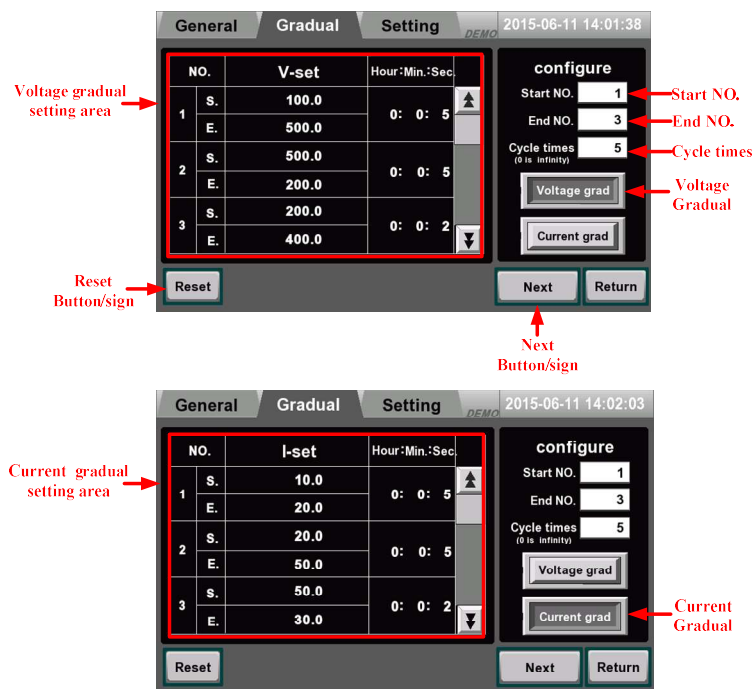 General Gradual Setting DEMO 2015-06-11 14:01:38
NO. V-set Hour:Min.:Sec.
1 S. 100.0 0: 0: 5
E. 500.0
2 S. 500.0 0: 0: 5
E. 200.0
3 S. 200.0 0: 0: 2
E. 400.0
configure
Start NO. 1
End NO. 3
Cycle times 5
(0 is infinity)
Voltage grad
Current grad
Reset Next Return
Voltage gradual
setting area
Start NO.
End NO.
Cycle times
Voltage
Gradual
Reset
Button/sign
Next
Button/sign
General Gradual Setting DEMO 2015-06-11 14:02:03
NO. I-set Hour:Min.:Sec.
1 S. 10.0 0: 0: 5
E. 20.0
2 S. 20.0 0: 0: 5
E. 50.0
3 S. 50.0 0: 0: 2
E. 30.0
configure
Start NO. 1
End NO. 3
Cycle times 5
(0 is infinity)
Voltage grad
Current grad
Reset Next Return
Current gradual
setting area
Current
Gradual